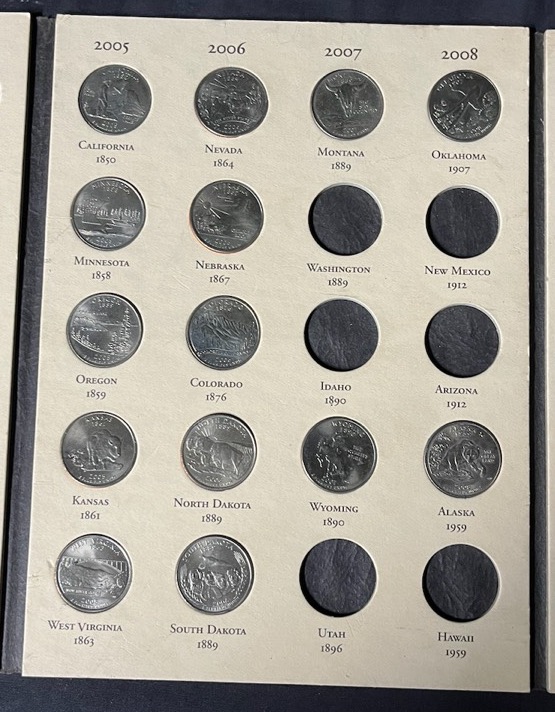 2005 2006 2007 2008
CALIFORNIA NEVADA MONTANA OKLAHOMA
1850 1864 1889 1907
MINNESOTA NEBRASKA WASHINGTON NEW MEXICO
1858 1867 1889 1912
OREGON COLORADO IDAHO ARIZONA
1859 1876 1890 1912
KANSAS NORTH DAKOTA WYOMING ALASKA
1861 1889 1890 1959
WEST VIRGINIA SOUTH DAKOTA UTAH HAWAII
1863 1889 1896 1959